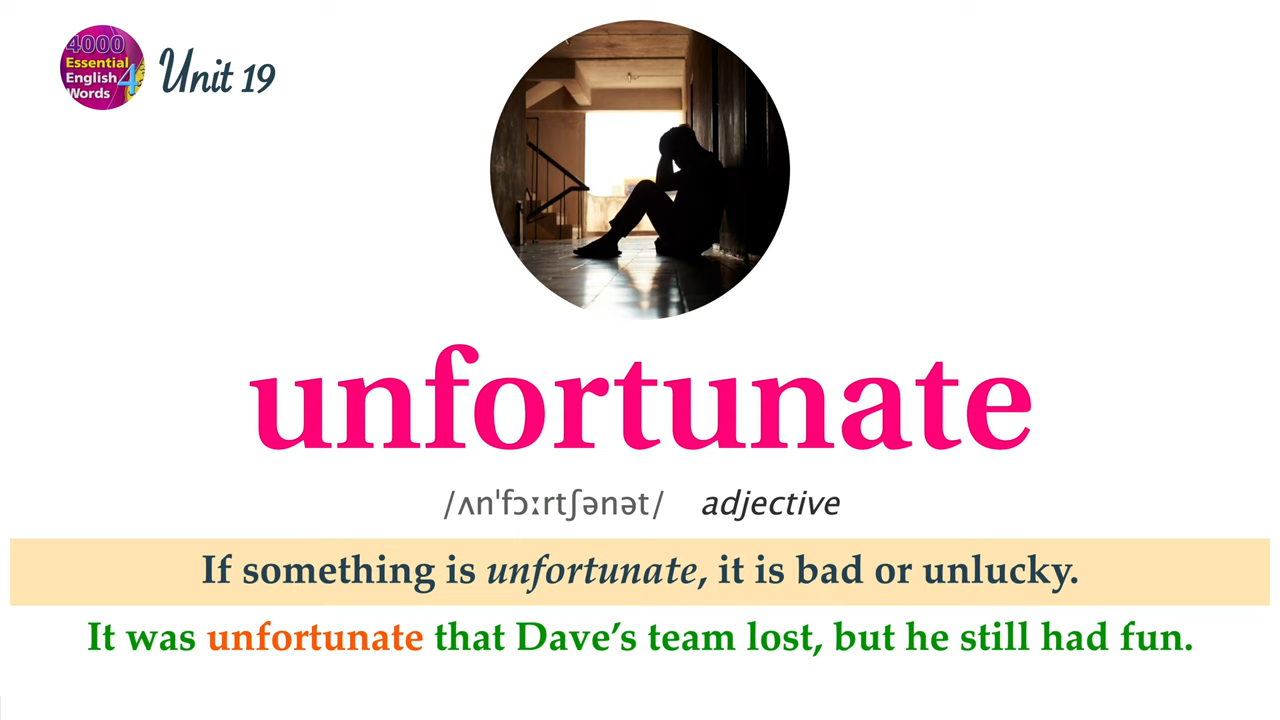 4000
Essential
English 4
Words
Unit 19
unfortunate
/ʌnˈfɔːrtʃənət/ adjective
If something is unfortunate, it is bad or unlucky.
It was unfortunate that Dave’s team lost, but he still had fun.